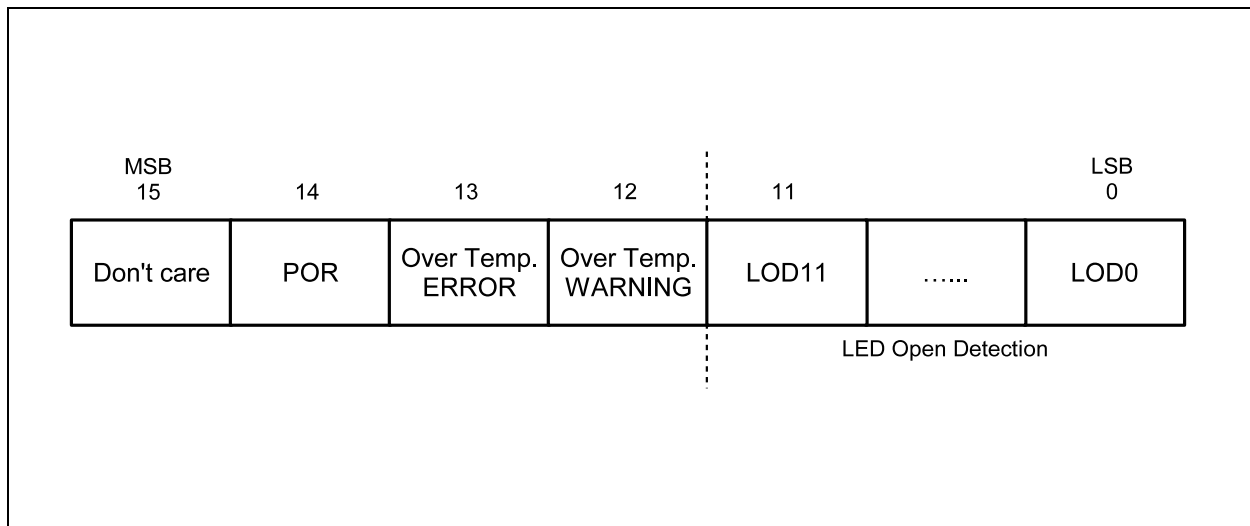 MSB
LSB
15
14
13
12
11
0
Don't care
POR
Over Temp.
ERROR
Over Temp.
WARNING
LOD11
…...
LOD0
LED Open Detection